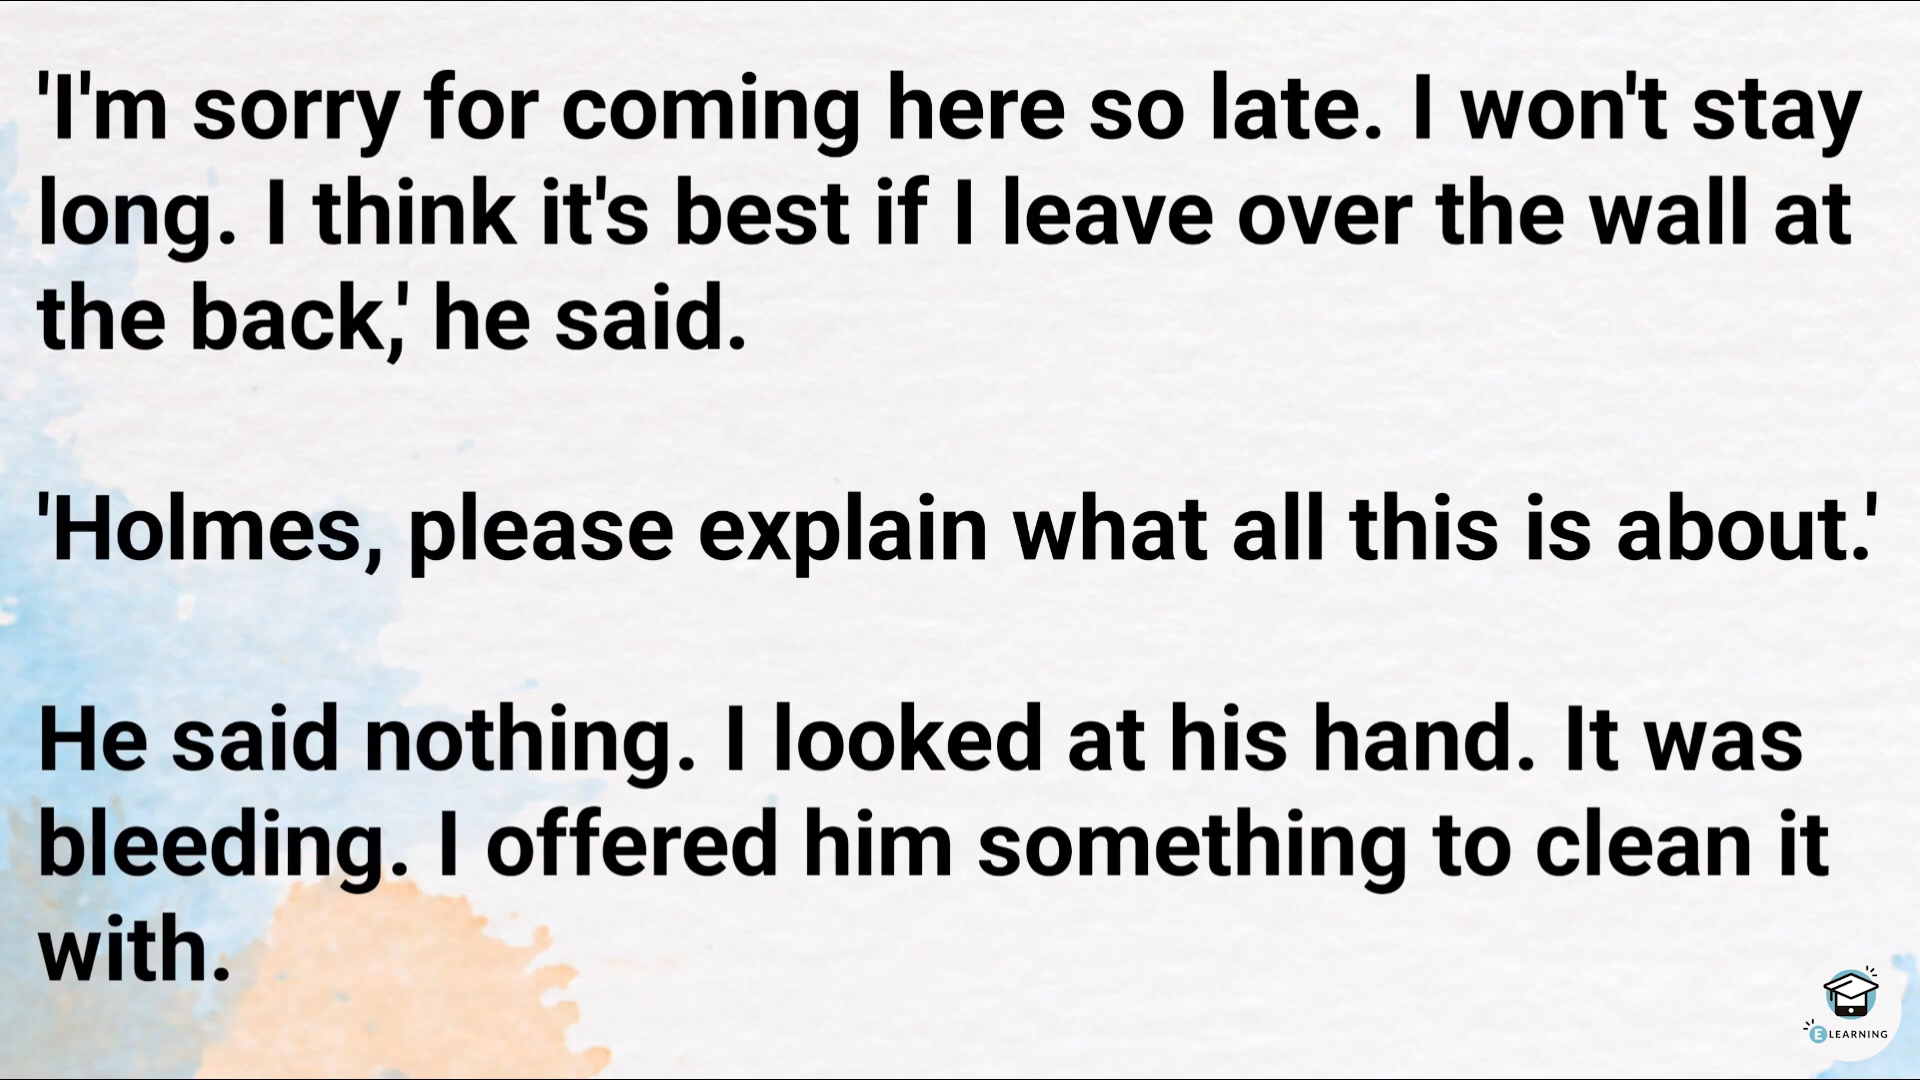 'I'm sorry for coming here so late. I won't stay
long. I think it's best if I leave over the wall at
the back,' he said.
'Holmes, please explain what all this is about.'
He said nothing. I looked at his hand. It was
bleeding. I offered him something to clean it
with.
E LEARNING